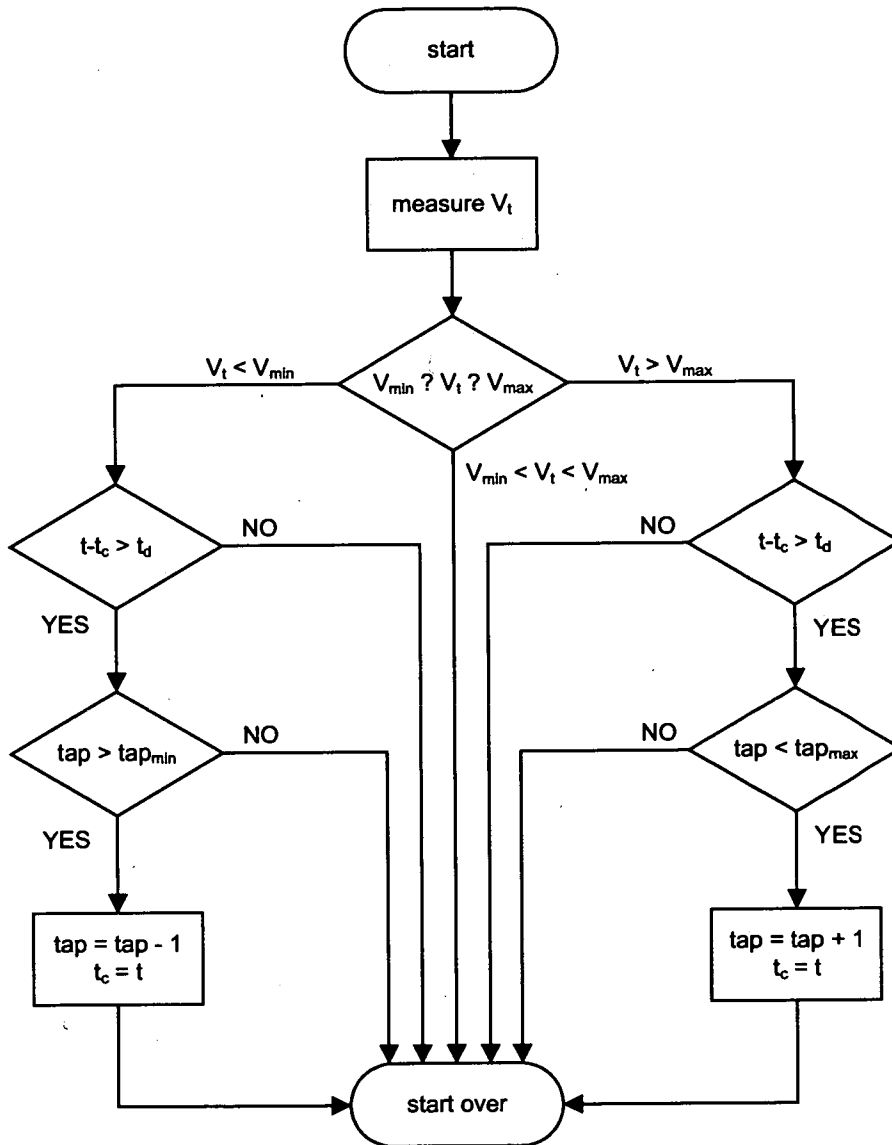 start
measure Vt
Vt < Vmin
Vmin ? Vt ? Vmax
Vt > Vmax
Vmin < Vt < Vmax
t-tc > td
NO
NO
t-tc > td
YES
YES
tap > tapmin
NO
NO
tap < tapmax
YES
YES
tap = tap - 1
tc = t
tap = tap + 1
tc = t
start over